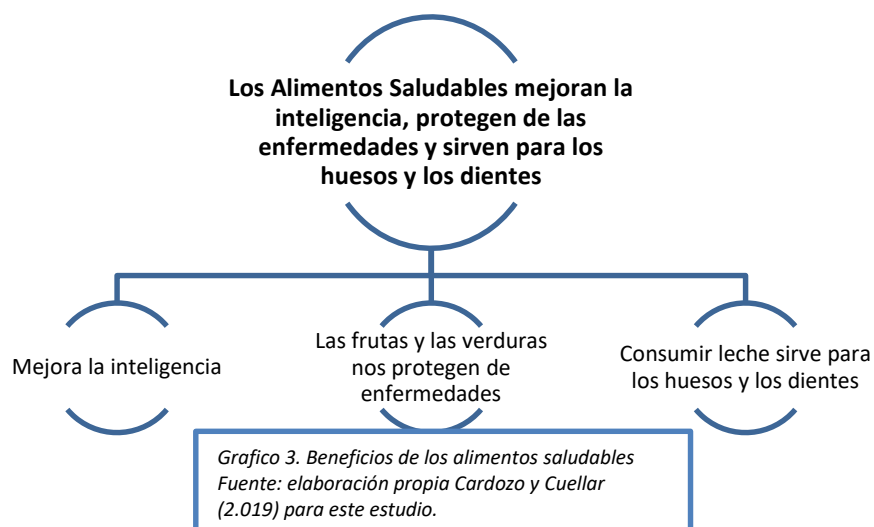 Los Alimentos Saludables mejoran la
inteligencia, protegen de las
enfermedades y sirven para los
huesos y los dientes
Mejora la inteligencia
Las frutas y las verduras
nos protegen de
enfermedades
Consumir leche sirve para
los huesos y los dientes
Grafico 3. Beneficios de los alimentos saludables
Fuente: elaboración propia Cardozo y Cuellar
(2.019) para este estudio.